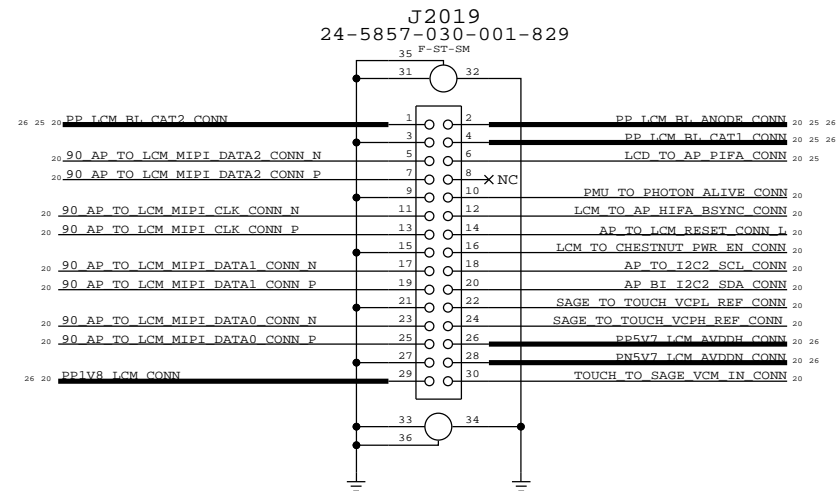 J2019
24-5857-030-001-829
F-ST-SM
35
31 32
26 25 20 PP_LCM_BL_CAT2_CONN 1 2 PP_LCM_BL_ANODE_CONN 20 25 26
3 4 PP_LCM_BL_CAT1_CONN 20 25 26
20 90_AP_TO_LCM_MIPI_DATA2_CONN_N 5 6 LCD_TO_AP_PIFA_CONN 20 25
20 90_AP_TO_LCM_MIPI_DATA2_CONN_P 7 8 NC
9 10 PMU_TO_PHOTON_ALIVE_CONN 20
20 90_AP_TO_LCM_MIPI_CLK_CONN_N 11 12 LCM_TO_AP_HIFA_BSYNC_CONN 20
20 90_AP_TO_LCM_MIPI_CLK_CONN_P 13 14 AP_TO_LCM_RESET_CONN_L 20
15 16 LCM_TO_CHESTNUT_PWR_EN_CONN 20
20 90_AP_TO_LCM_MIPI_DATA1_CONN_N 17 18 AP_TO_I2C2_SCL_CONN 20
20 90_AP_TO_LCM_MIPI_DATA1_CONN_P 19 20 AP_BI_I2C2_SDA_CONN 20
21 22 SAGE_TO_TOUCH_VCPL_REF_CONN 20
20 90_AP_TO_LCM_MIPI_DATA0_CONN_N 23 24 SAGE_TO_TOUCH_VCPH_REF_CONN 20
20 90_AP_TO_LCM_MIPI_DATA0_CONN_P 25 26 PP5V7_LCM_AVDDH_CONN 20 26
27 28 PN5V7_LCM_AVDDN_CONN 20 26
26 20 PP1V8_LCM_CONN 29 30 TOUCH_TO_SAGE_VCM_IN_CONN 20
33 34
36